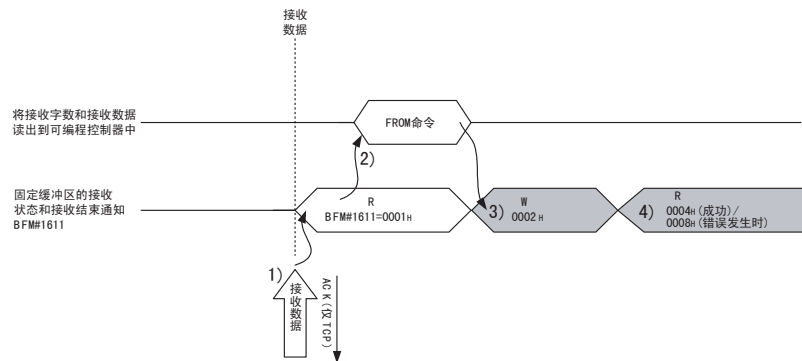 接收
数据
将接收字数和接收数据
读出到可编程控制器中
FROM命令
2)
固定缓冲区的接收
状态和接收结束通知
BFM#1611
R
BFM#1611=0001H
3)
W
0002H
4)
R
0004H(成功)/
0008H(错误发生时)
1)
接收数据
ACK(仅TCP)